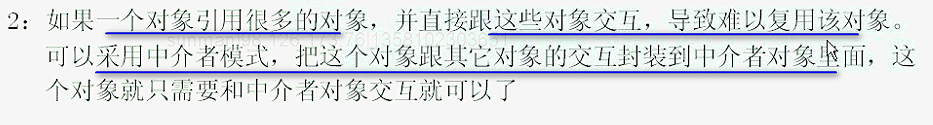 2：如果一个对象引用很多的对象，并直接跟这些对象交互，导致难以复用该对象。
可以采用中介者模式，把这个对象跟其它对象的交互封装到中介者对象里面，这
个对象就只需要和中介者对象交互就可以了